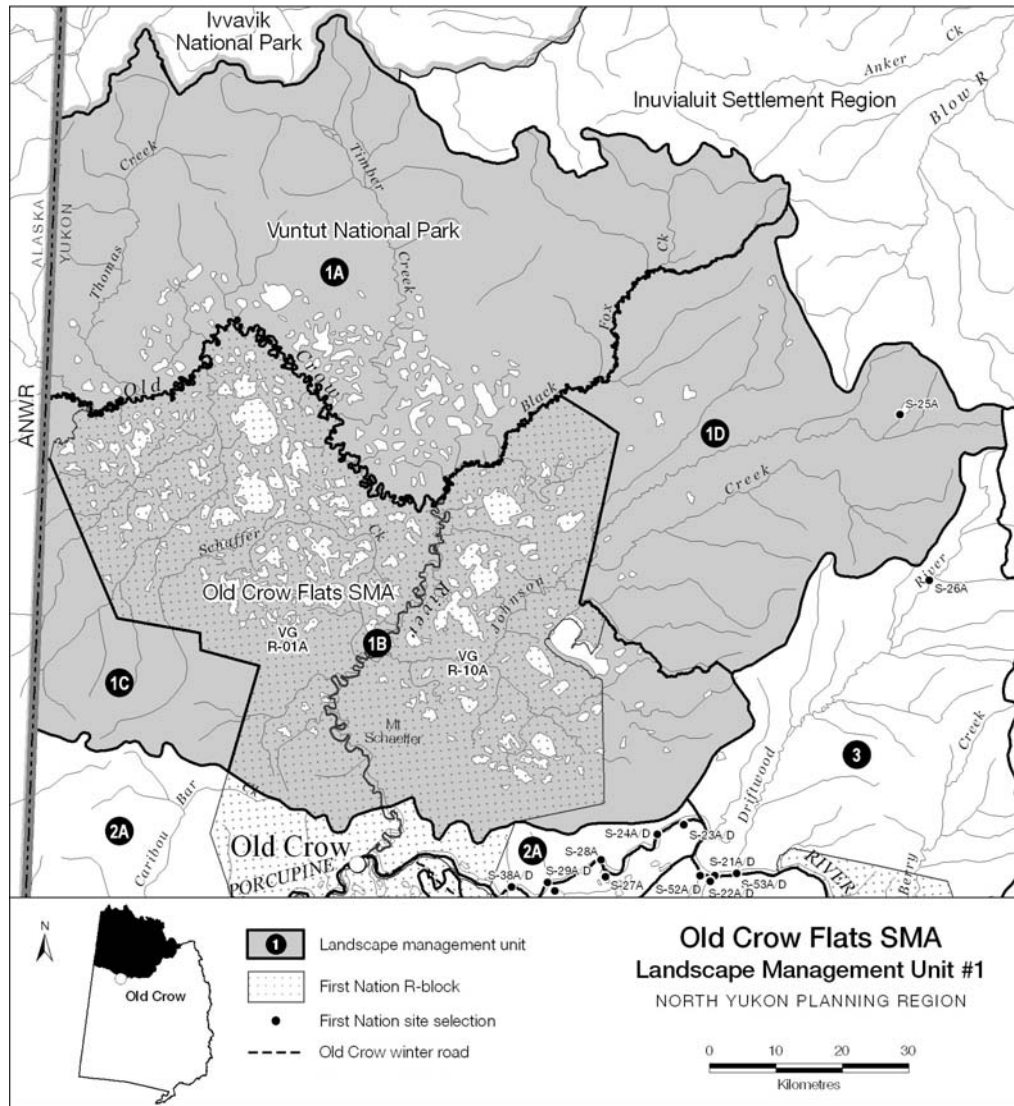 Ivvavik
National Park
Anker Ck
Blow R
Inuvialuit Settlement Region
Creek
Timber
ALASKA
YUKON
Vuntut National Park
1A
Thomas
Creek
Ck
Fox
Old
Crow
Black
ANWR
1D
S-25A
Creek
Schaffer
Ck
River
S-26A
Old Crow Flats SMA
River
Johnson
VG
R-01A
1B
VG
R-10A
1C
Mt
Schaeffer
Driftwood
3
Creek
2A
Caribou Bar Ck
Old Crow
PORCUPINE
2A
S-24A/D
S-23A/D
S-28A
S-38A/D
S-29A/D
S-27A
S-21A/D
S-52A/D
S-22A/D
S-53A/D
RIVER
Berry
N
Old Crow
1
Landscape management unit
First Nation R-block
First Nation site selection
Old Crow winter road
Old Crow Flats SMA
Landscape Management Unit #1
NORTH YUKON PLANNING REGION
0 10 20 30
Kilometres